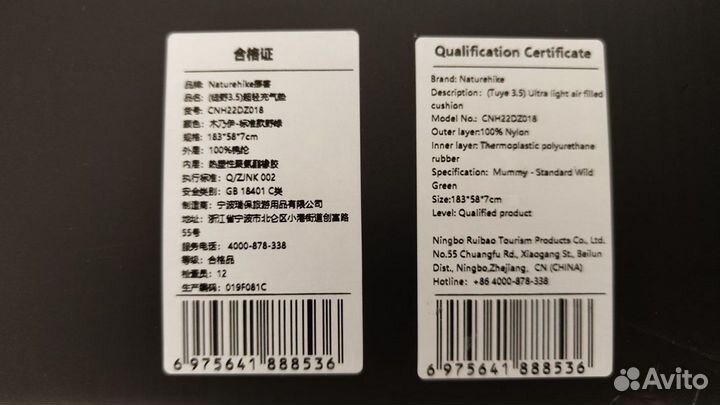 合格证
品牌: Naturehike挪客
品名: (徒野3.5)超轻充气垫
货号: CNH22DZ018
颜色: 木乃伊-标准款野绿
规格: 183*58*7cm
外层: 100%锦纶
内层: 热塑性聚氨酯橡胶
执行标准: Q/ZJNK 002
安全类别: GB 18401 C类
制造商: 宁波瑞保旅游用品有限公司
地址: 浙江省宁波市北仑区小港街道创富路
55号
服务电话: 4000-878-338
等级: 合格品
检查员: 12
生产编码: 019F081C
6 975641 888536
Qualification Certificate
Brand: Naturehike
Description: (Tuye 3.5) Ultra light air filled
cushion
Model No.: CNH22DZ018
Outer layer:100% Nylon
Inner layer: Thermoplastic polyurethane
rubber
Specification: Mummy - Standard Wild
Green
Size:183*58*7cm
Level: Qualified product
Ningbo Ruibao Tourism Products Co., Ltd.
No.55 Chuangfu Rd., Xiaogang St., Beilun
Dist., Ningbo,Zhejiang, CN (CHINA)
Hotline: +86 4000-878-338
6 975641 888536
Avito